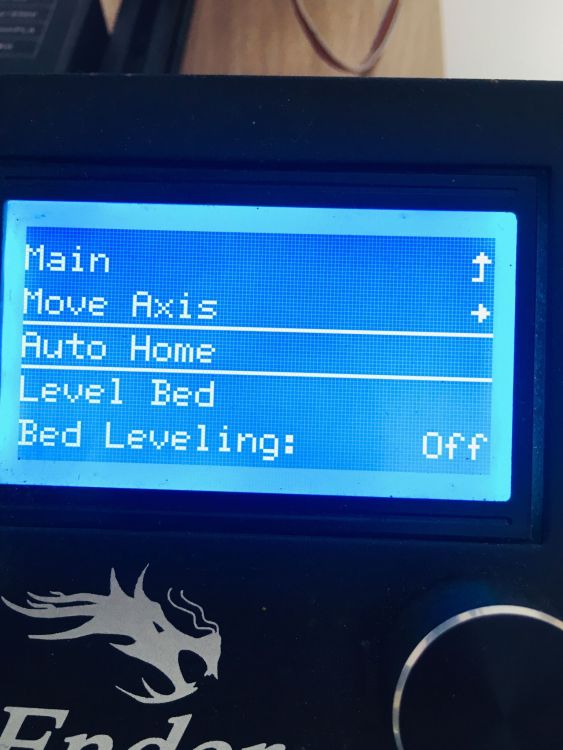 Main
Move Axis
Auto Home
Level Bed
Bed Leveling: Off
Ender